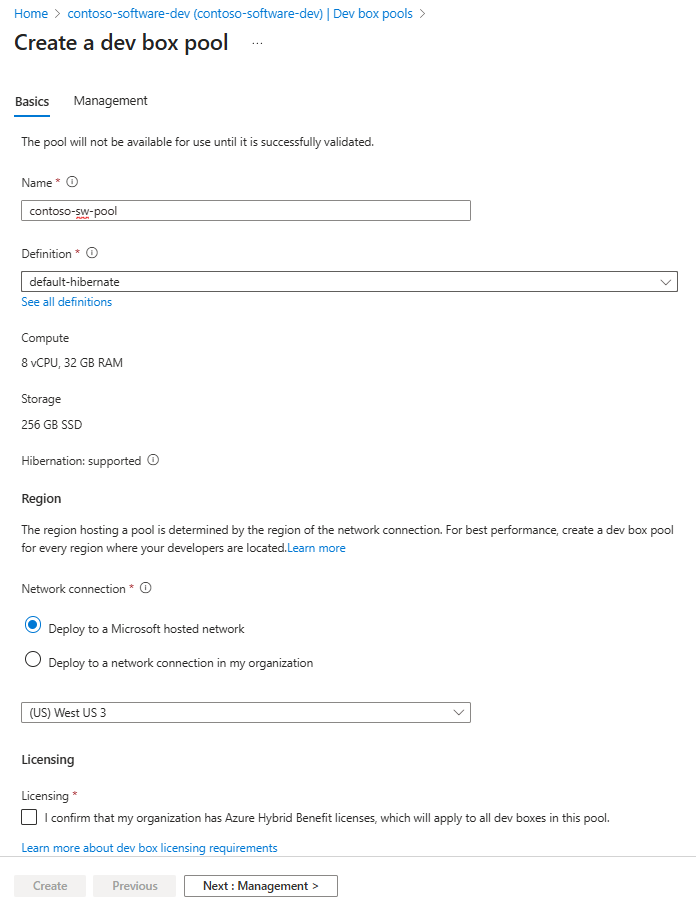 Home > contoso-software-dev (contoso-software-dev) | Dev box pools >
Create a dev box pool ...
Basics Management
The pool will not be available for use until it is successfully validated.
Name *
contoso-sw-pool
Definition *
default-hibernate
See all definitions
Compute
8 vCPU, 32 GB RAM
Storage
256 GB SSD
Hibernation: supported
Region
The region hosting a pool is determined by the region of the network connection. For best performance, create a dev box pool
for every region where your developers are located.Learn more
Network connection *
Deploy to a Microsoft hosted network
Deploy to a network connection in my organization
(US) West US 3
Licensing
Licensing *
I confirm that my organization has Azure Hybrid Benefit licenses, which will apply to all dev boxes in this pool.
Learn more about dev box licensing requirements
Create Previous Next : Management >